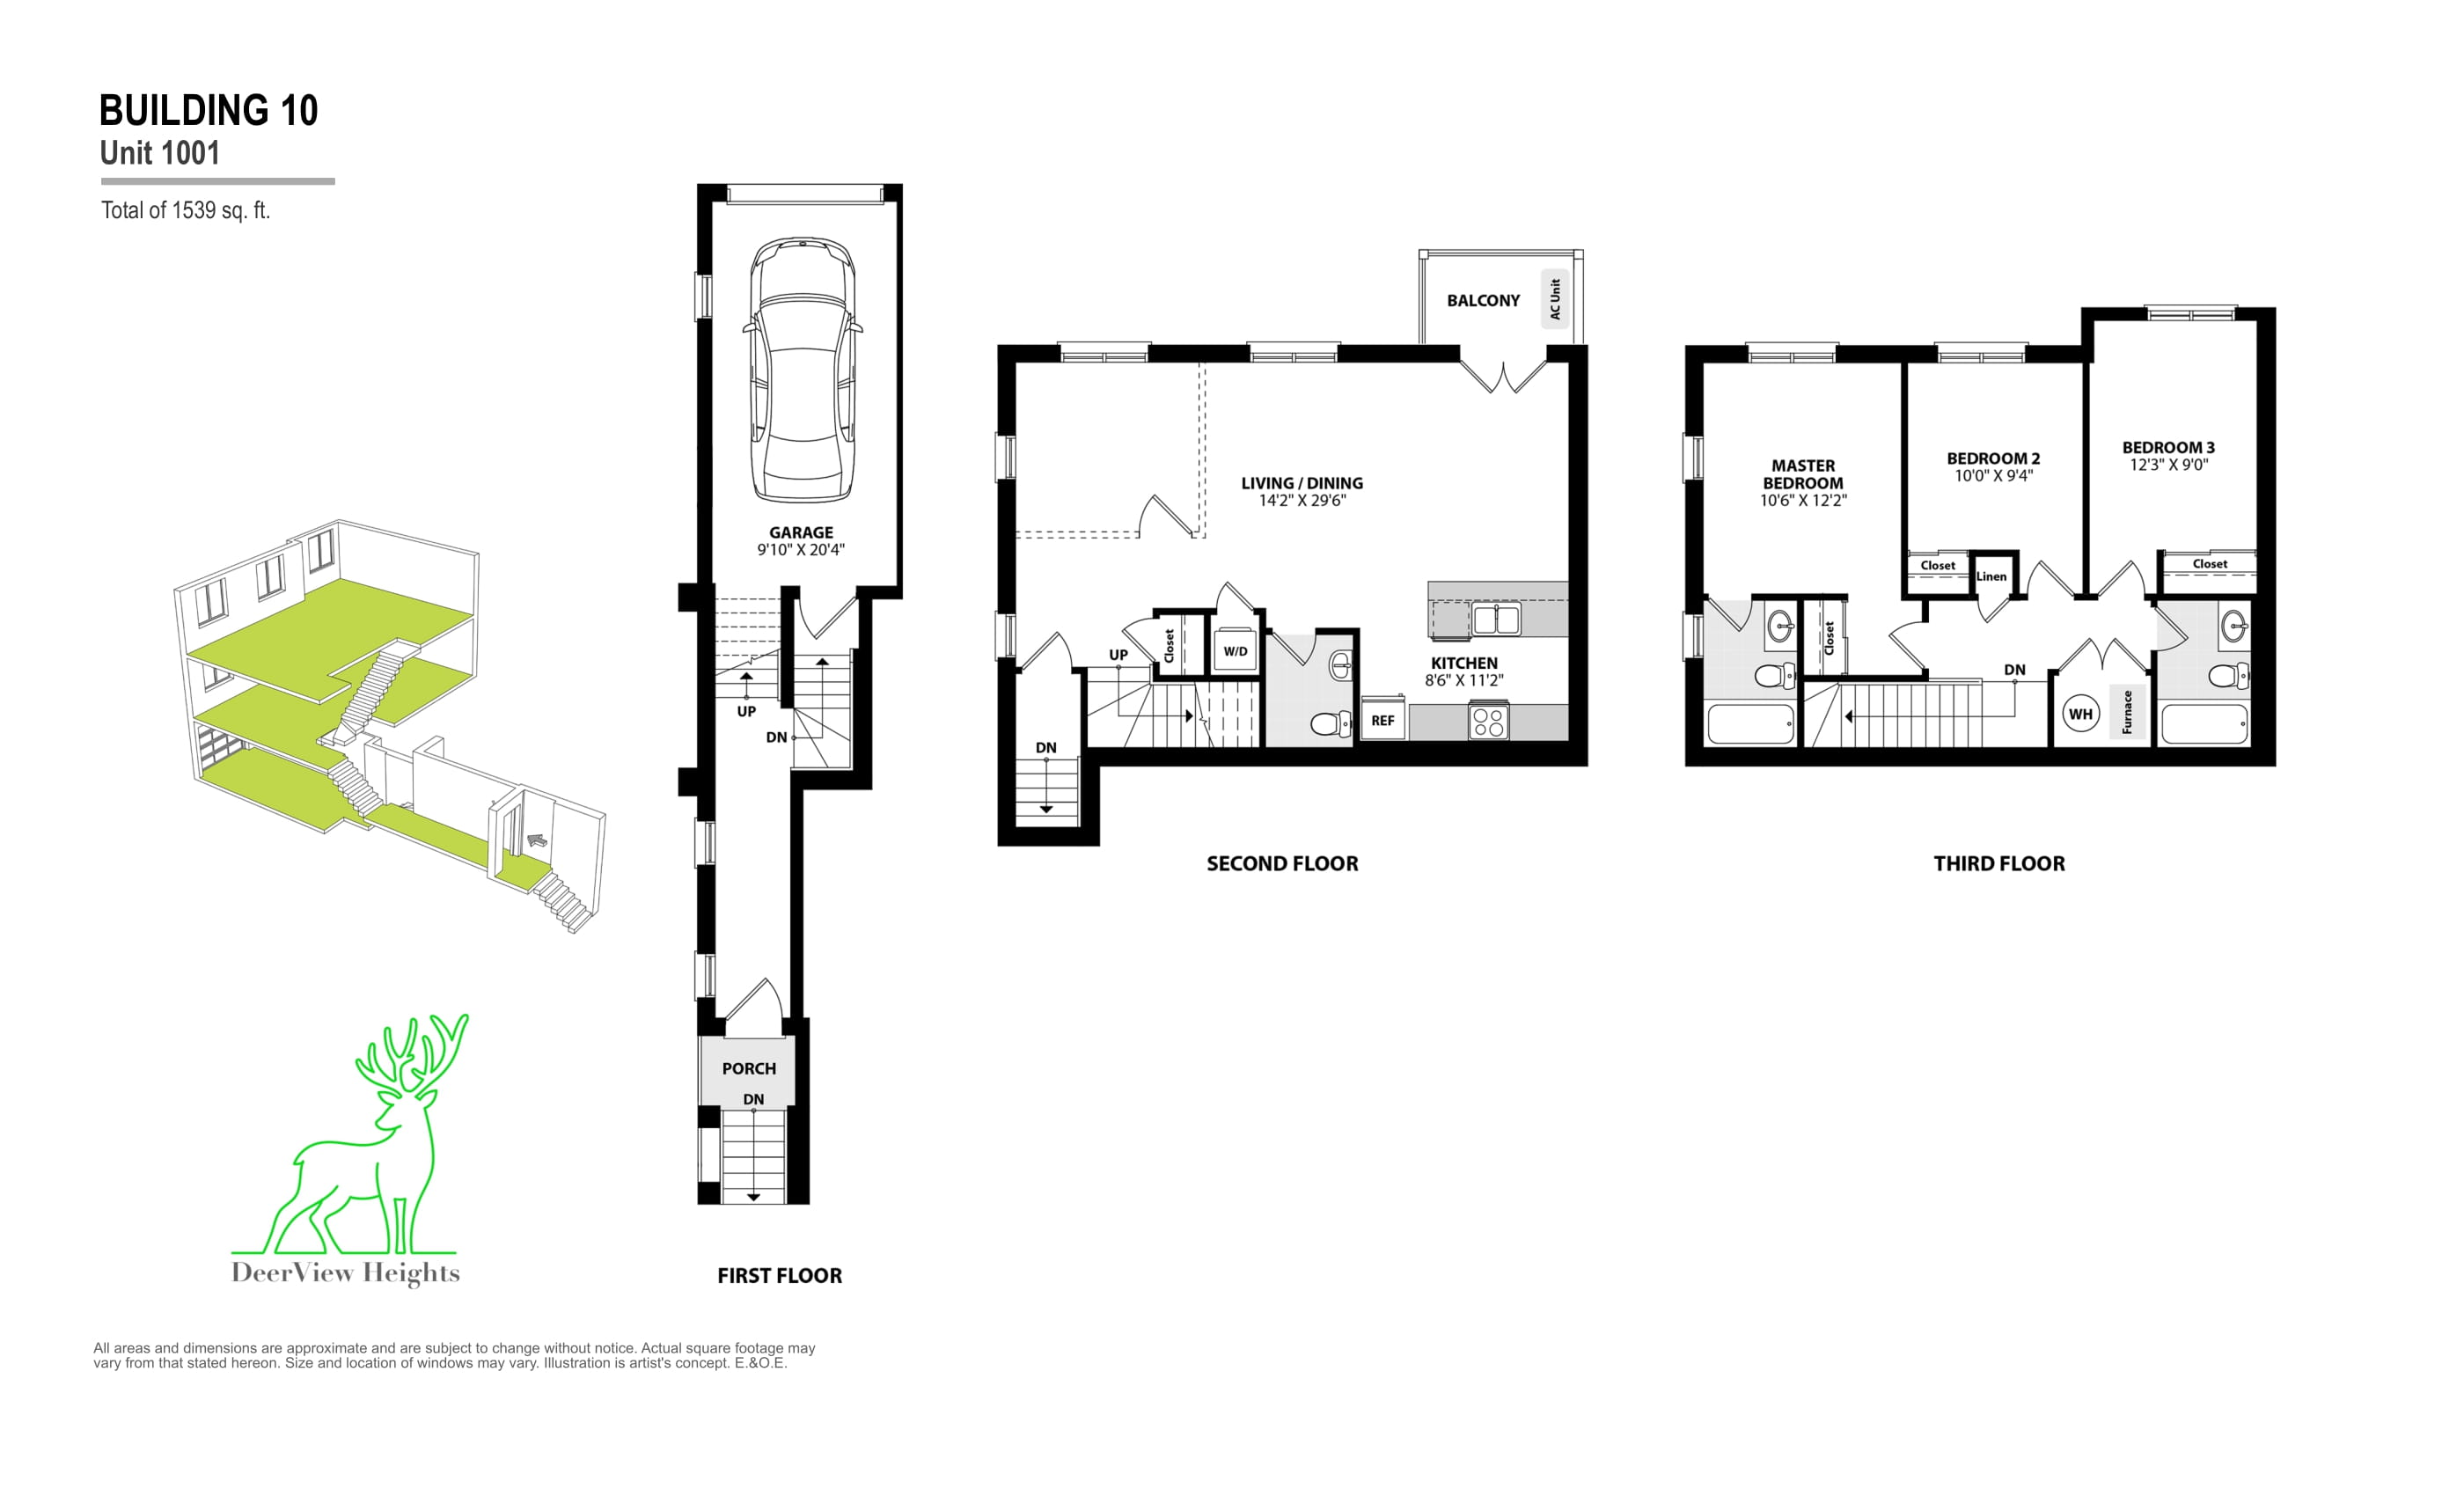 BUILDING 10
Unit 1001
Total of 1539 sq. ft.
GARAGE
9'10" X 20'4"
UP
DN
PORCH
DN
FIRST FLOOR
BALCONY
AC Unit
LIVING / DINING
14'2" X 29'6"
UP
Closet
W/D
KITCHEN
8'6" X 11'2"
REF
DN
SECOND FLOOR
MASTER
BEDROOM
10'6" X 12'2"
BEDROOM 2
10'0" X 9'4"
BEDROOM 3
12'3" X 9'0"
Closet
Linen
Closet
Closet
DN
WH
Furnace
THIRD FLOOR
DeerView Heights
All areas and dimensions are approximate and are subject to change without notice. Actual square footage may
vary from that stated hereon. Size and location of windows may vary. Illustration is artist's concept. E.&O.E.